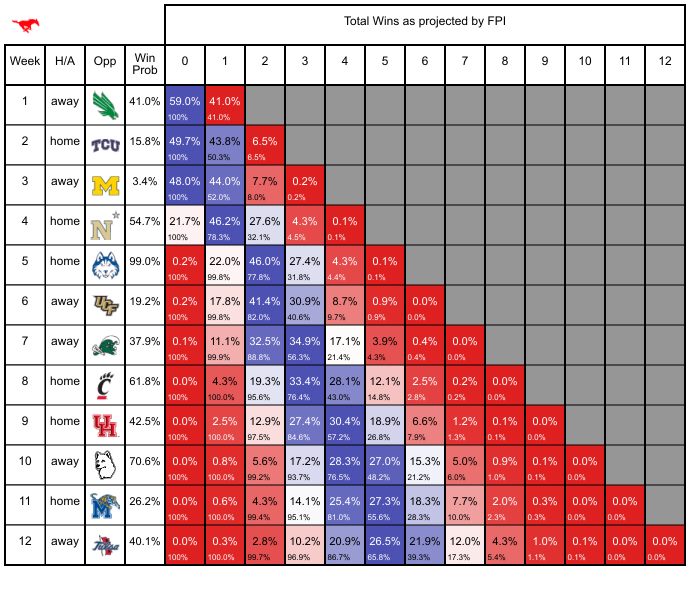 Total Wins as projected by FPI
Week H/A Opp Win Prob 0 1 2 3 4 5 6 7 8 9 10 11 12
1 away 41.0% 59.0% 41.0%
100% 41.0%
2 home TCU 15.8% 49.7% 43.8% 6.5%
100% 50.3% 6.5%
3 away M 3.4% 48.0% 44.0% 7.7% 0.2%
100% 52.0% 8.0% 0.2%
4 home N 54.7% 21.7% 46.2% 27.6% 4.3% 0.1%
100% 78.3% 32.1% 4.5% 0.1%
5 home 99.0% 0.2% 22.0% 46.0% 27.4% 4.3% 0.1%
100% 99.8% 77.8% 31.8% 4.4% 0.1%
6 away UCF 19.2% 0.2% 17.8% 41.4% 30.9% 8.7% 0.9% 0.0%
100% 99.8% 82.0% 40.6% 9.7% 0.9% 0.0%
7 away 37.9% 0.1% 11.1% 32.5% 34.9% 17.1% 3.9% 0.4% 0.0%
100% 99.9% 88.8% 56.3% 21.4% 4.3% 0.4% 0.0%
8 home C 61.8% 0.0% 4.3% 19.3% 33.4% 28.1% 12.1% 2.5% 0.2% 0.0%
100% 100.0% 95.6% 76.4% 43.0% 14.8% 2.8% 0.2% 0.0%
9 home UH 42.5% 0.0% 2.5% 12.9% 27.4% 30.4% 18.9% 6.6% 1.2% 0.1% 0.0%
100% 100.0% 97.5% 84.6% 57.2% 26.8% 7.9% 1.3% 0.1% 0.0%
10 away 70.6% 0.0% 0.8% 5.6% 17.2% 28.3% 27.0% 15.3% 5.0% 0.9% 0.1% 0.0%
100% 100.0% 99.2% 93.7% 76.5% 48.2% 21.2% 6.0% 1.0% 0.1% 0.0%
11 home M 26.2% 0.0% 0.6% 4.3% 14.1% 25.4% 27.3% 18.3% 7.7% 2.0% 0.3% 0.0% 0.0%
100% 100.0% 99.4% 95.1% 81.0% 55.6% 28.3% 10.0% 2.3% 0.3% 0.0% 0.0%
12 away Tulsa 40.1% 0.0% 0.3% 2.8% 10.2% 20.9% 26.5% 21.9% 12.0% 4.3% 1.0% 0.1% 0.0% 0.0%
100% 100.0% 99.7% 96.9% 86.7% 65.8% 39.3% 17.3% 5.4% 1.1% 0.1% 0.0% 0.0%